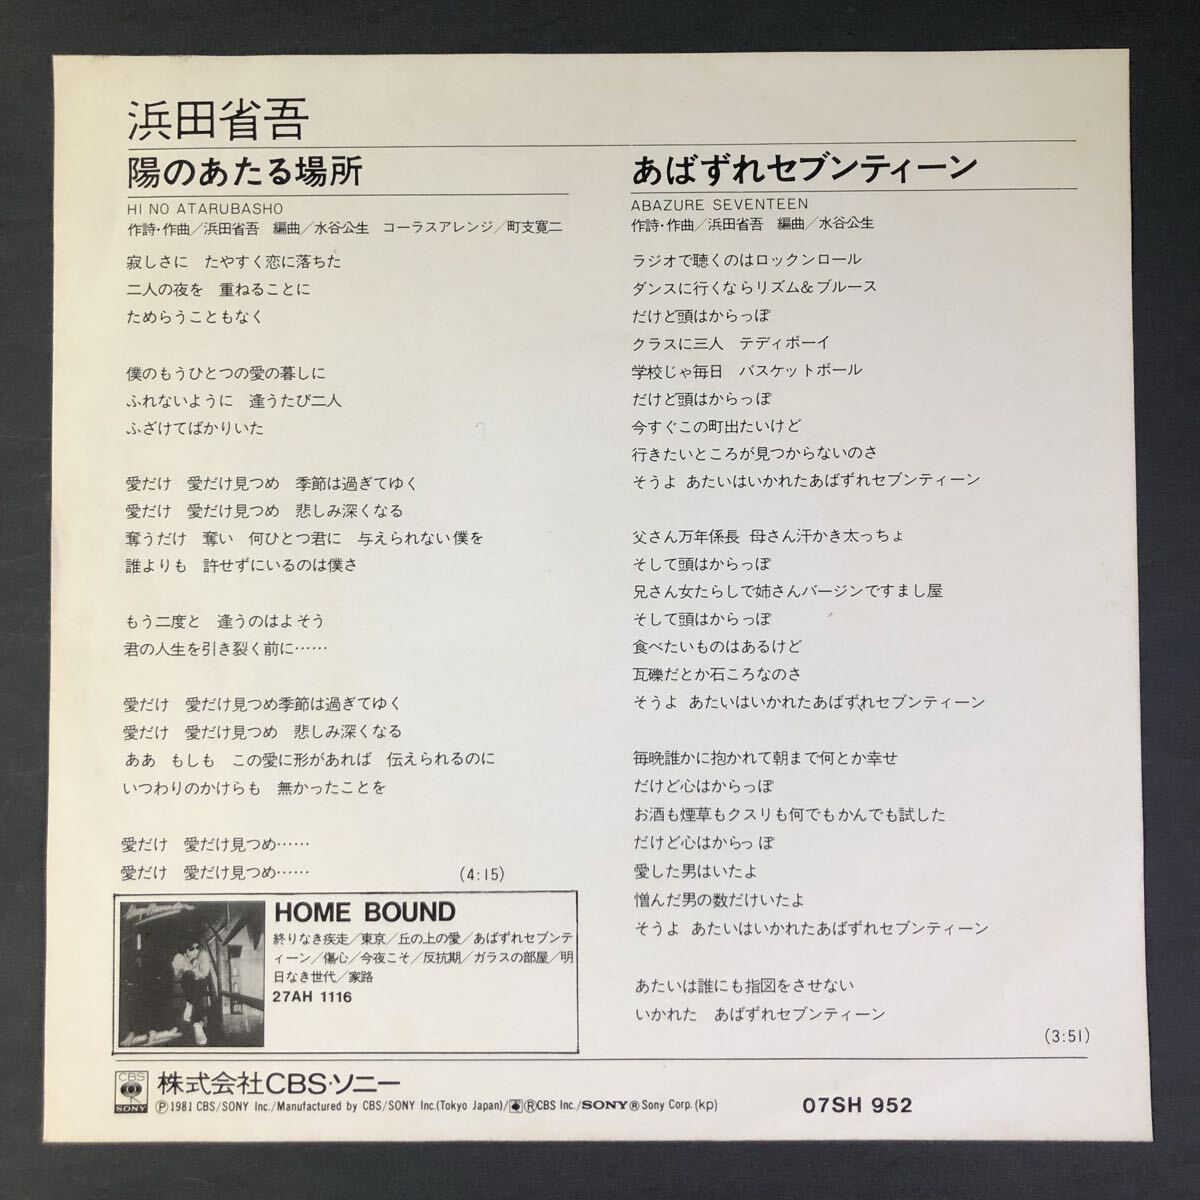 浜田省吾
陽のあたる場所
HI NO ATARUBASHO
作詩・作曲／浜田省吾　編曲／水谷公生　コーラスアレンジ／町支寛二
寂しさに　たやすく恋に落ちた
二人の夜を　重ねることに
ためらうこともなく
僕のもうひとつの愛の暮しに
ふれないように　逢うたび二人
ふざけてばかりいた
愛だけ　愛だけ見つめ　季節は過ぎてゆく
愛だけ　愛だけ見つめ　悲しみ深くなる
奪うだけ　奪い　何ひとつ君に　与えられない僕を
誰よりも　許せずにいるのは僕さ
もう二度と　逢うのはよそう
君の人生を引き裂く前に……
愛だけ　愛だけ見つめ季節は過ぎてゆく
愛だけ　愛だけ見つめ　悲しみ深くなる
ああ　もしも　この愛に形があれば　伝えられるのに
いつわりのかけらも　無かったことを
愛だけ　愛だけ見つめ……
愛だけ　愛だけ見つめ……
(4:15)
あばずれセブンティーン
ABAZURE SEVENTEEN
作詩・作曲／浜田省吾　編曲／水谷公生
ラジオで聴くのはロックンロール
ダンスに行くならリズム＆ブルース
だけど頭はからっぽ
クラスに三人　テディボーイ
学校じゃ毎日　バスケットボール
だけど頭はからっぽ
今すぐこの町出たいけど
行きたいところが見つからないのさ
そうよ あたいはいかれたあばずれセブンティーン
父さん万年係長 母さん汗かき太っちょ
そして頭はからっぽ
兄さん女たらしで姉さんバージンですまし屋
そして頭はからっぽ
食べたいものはあるけど
瓦礫だとか石ころなのさ
そうよ あたいはいかれたあばずれセブンティーン
毎晩誰かに抱かれて朝まで何とか幸せ
だけど心はからっぽ
お酒も煙草もクスリも何でもかんでも試した
だけど心はからっぽ
愛した男はいたよ
憎んだ男の数だけいたよ
そうよ あたいはいかれたあばずれセブンティーン
あたいは誰にも指図をさせない
いかれた　あばずれセブンティーン
(3:51)
HOME BOUND
終りなき疾走／東京／丘の上の愛／あばずれセブンテ
ィーン／傷心／今夜こそ／反抗期／ガラスの部屋／明
日なき世代／家路
27AH 1116
Home Bound
CBS
SONY
株式会社CBS・ソニー
Ⓟ1981 CBS/SONY Inc./Manufactured by CBS/SONY Inc.(Tokyo Japan)/ⓇCBS Inc./SONY®Sony Corp.(kp)
07SH 952